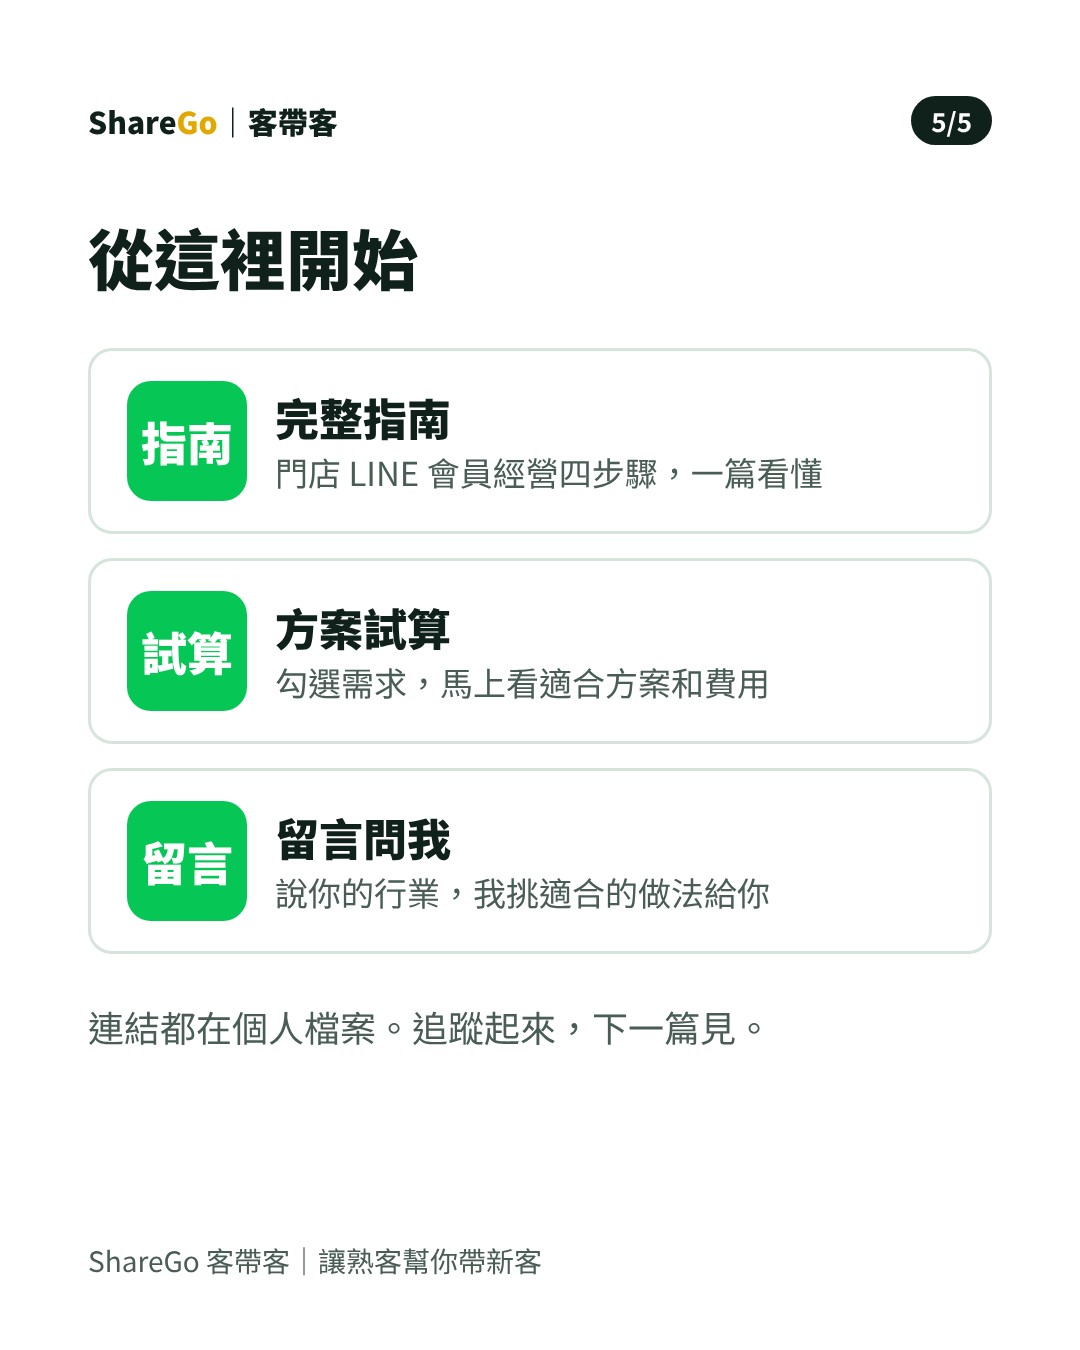 ShareGo｜客帶客
5/5
從這裡開始
指南
完整指南
門店 LINE 會員經營四步驟，一篇看懂
試算
方案試算
勾選需求，馬上看適合方案和費用
留言
留言問我
說你的行業，我挑適合的做法給你
連結都在個人檔案。追蹤起來，下一篇見。
ShareGo 客帶客｜讓熟客幫你帶新客